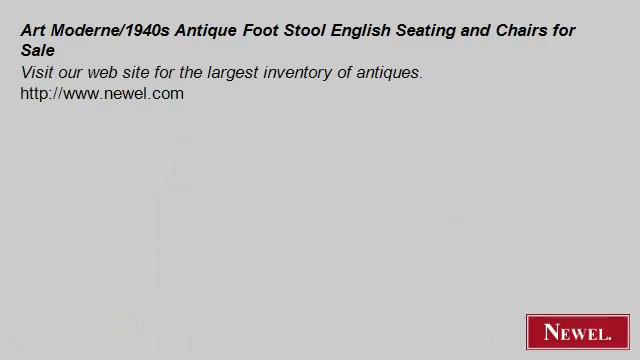 Art Moderne/1940s Antique Foot Stool English Seating and Chairs for
Sale
Visit our web site for the largest inventory of antiques.
http://www.newel.com
NEWEL.